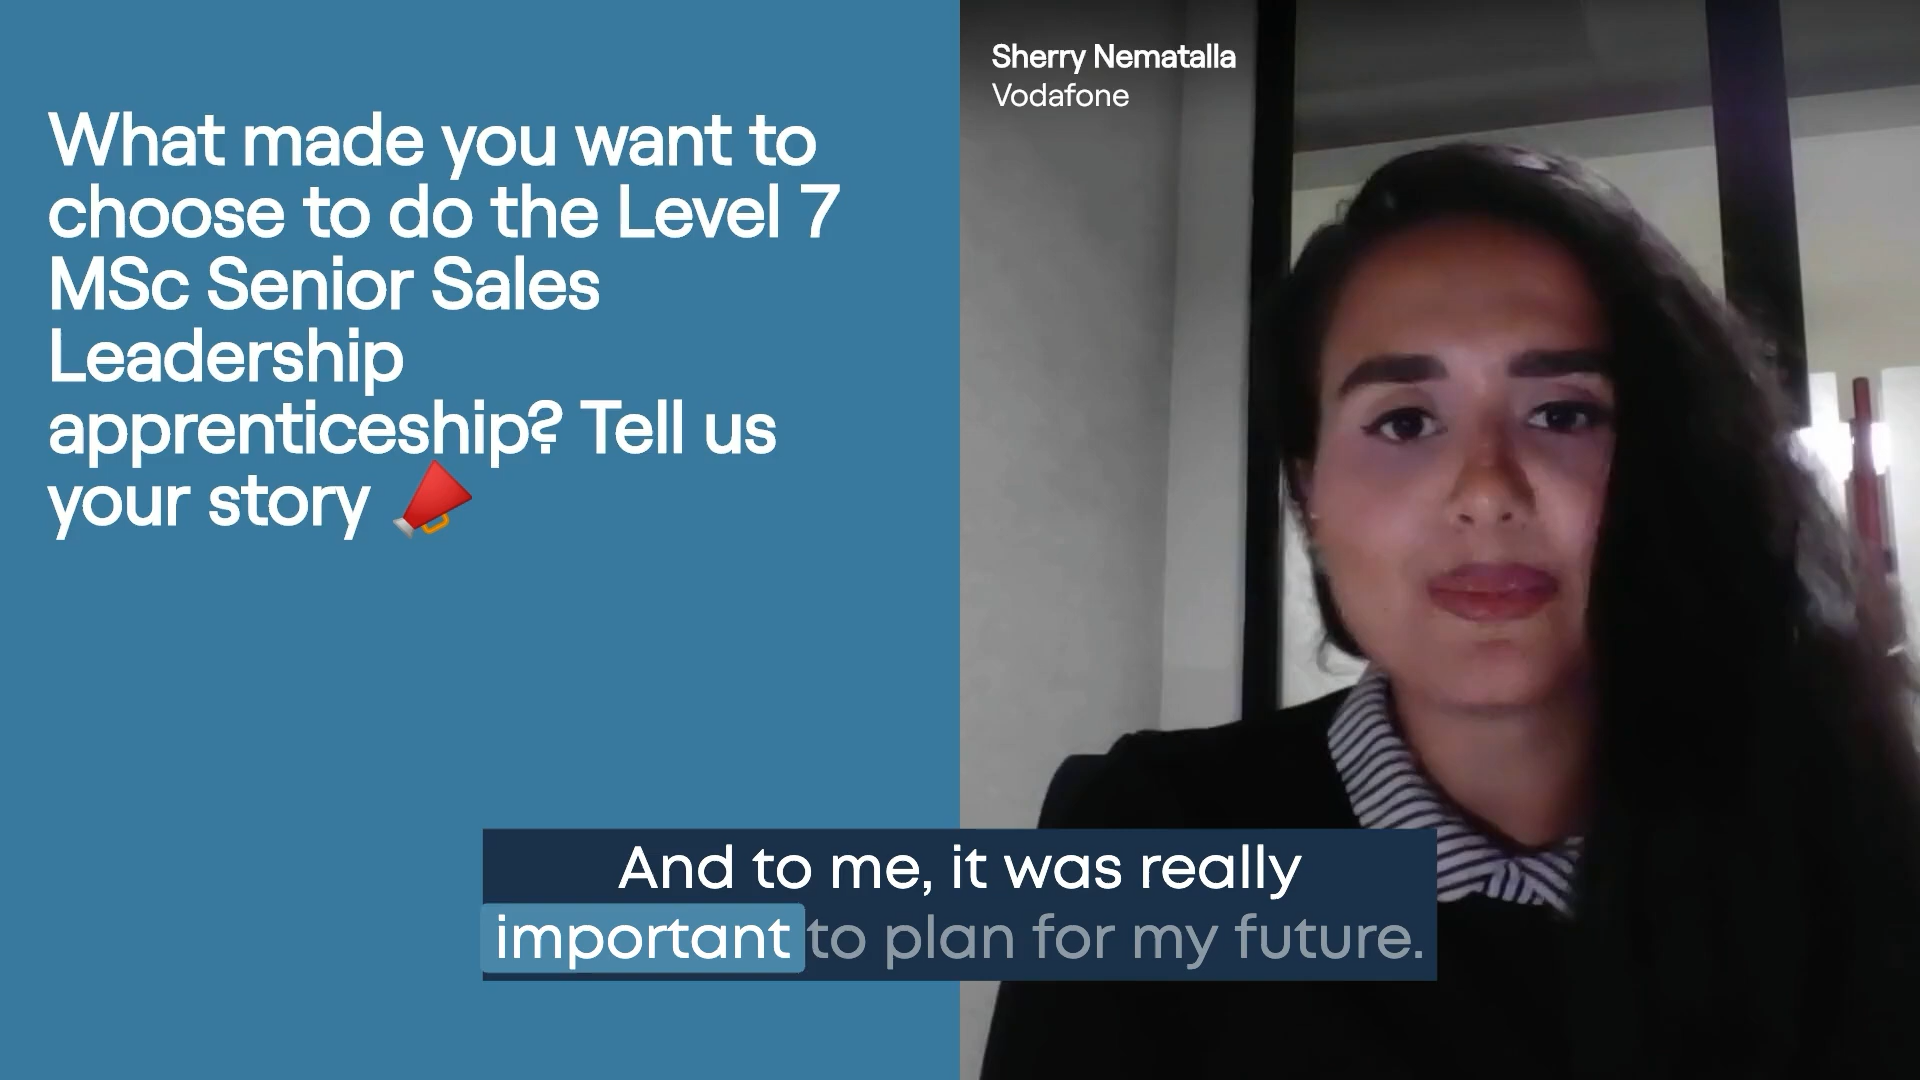 What made you want to
choose to do the Level 7
MSc Senior Sales
Leadership
apprenticeship? Tell us
your story 📣
Sherry Nematalla
Vodafone
And to me, it was really
important to plan for my future.